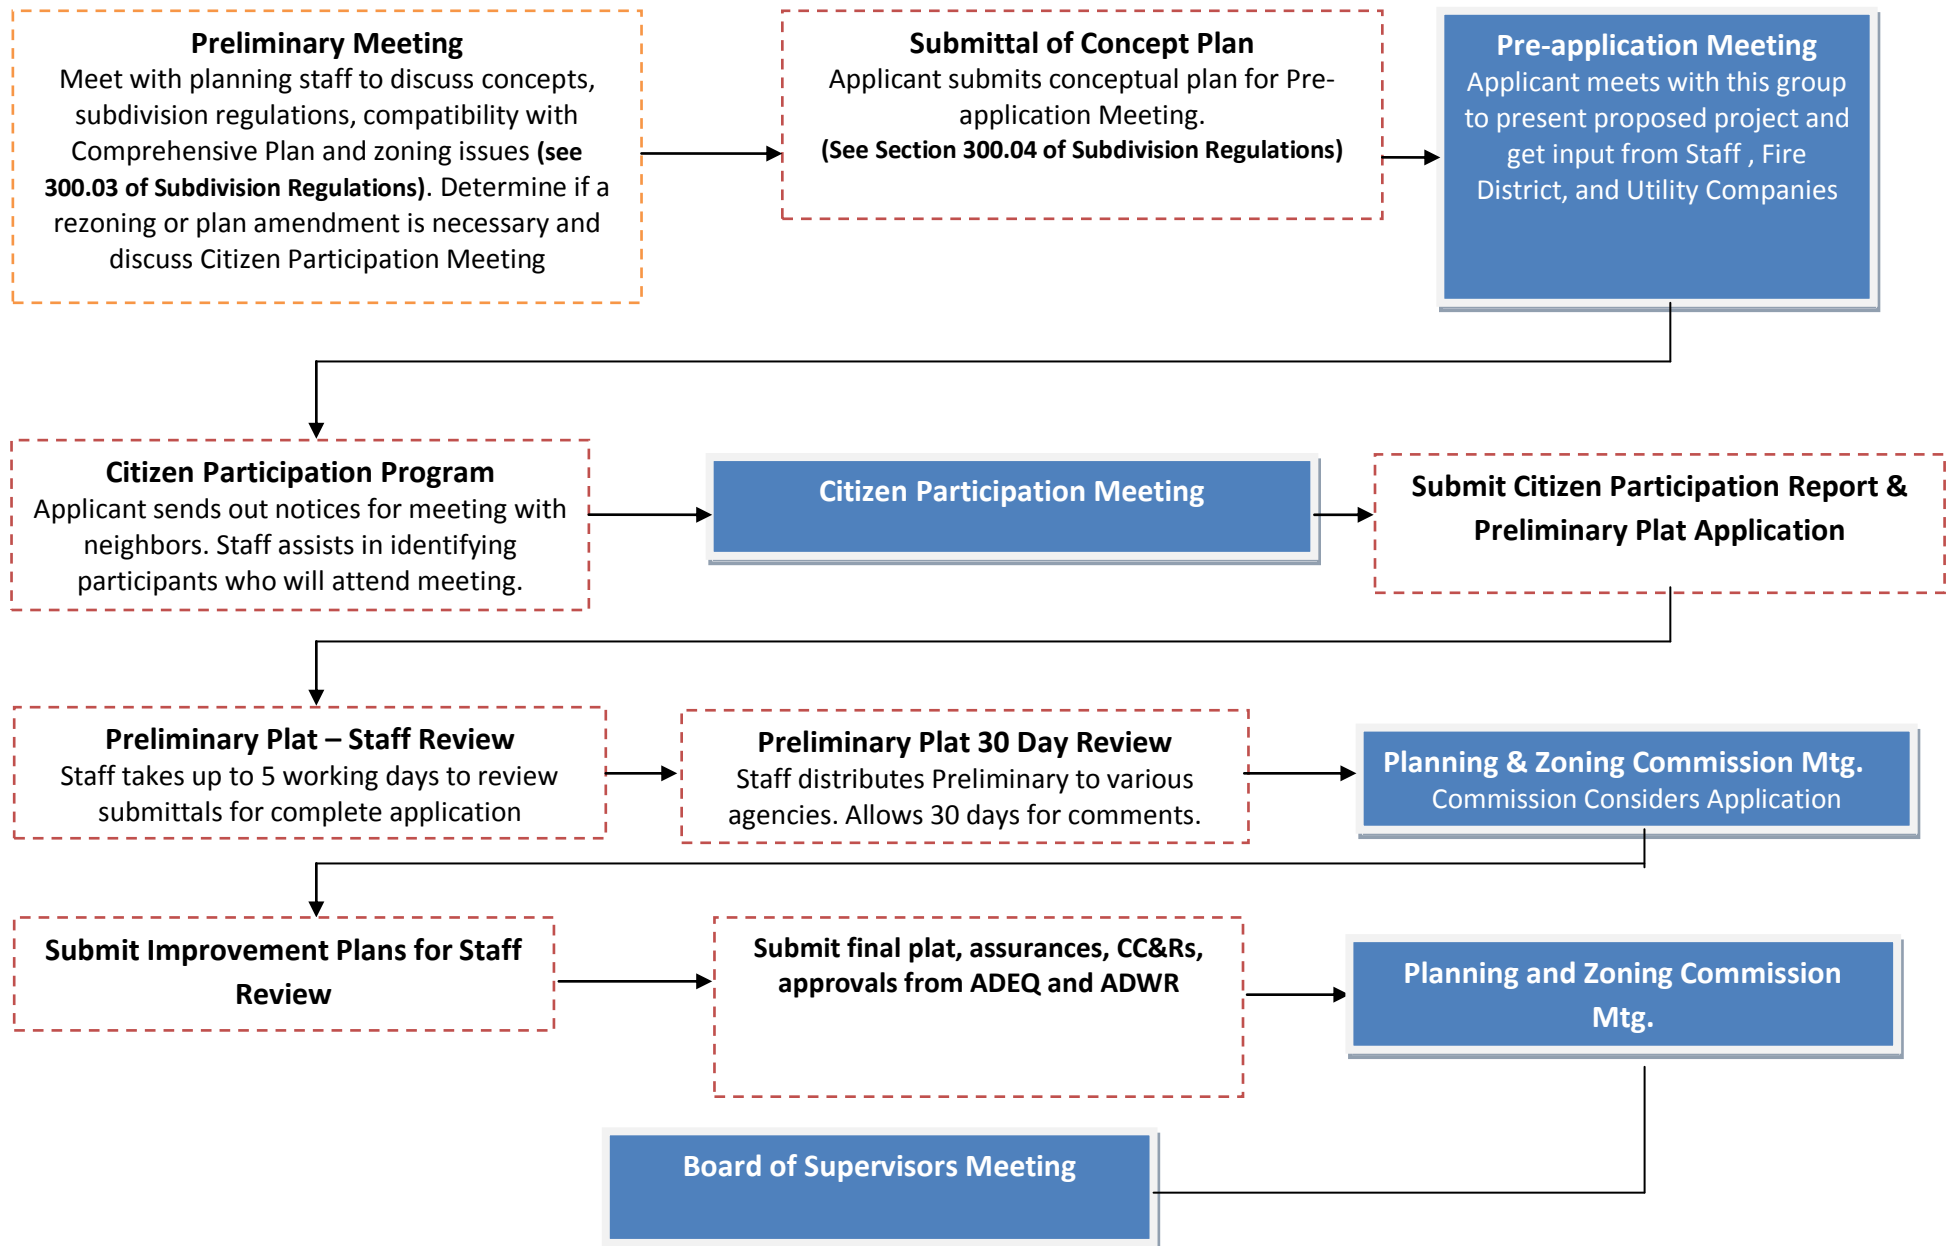 Preliminary Meeting
Meet with planning staff to discuss concepts,
subdivision regulations, compatibility with
Comprehensive Plan and zoning issues (see
300.03 of Subdivision Regulations). Determine if a
rezoning or plan amendment is necessary and
discuss Citizen Participation Meeting
Submittal of Concept Plan
Applicant submits conceptual plan for Pre-
application Meeting.
(See Section 300.04 of Subdivision Regulations)
Pre-application Meeting
Applicant meets with this group
to present proposed project and
get input from Staff , Fire
District, and Utility Companies
Citizen Participation Program
Applicant sends out notices for meeting with
neighbors. Staff assists in identifying
participants who will attend meeting.
Citizen Participation Meeting
Submit Citizen Participation Report &
Preliminary Plat Application
Preliminary Plat – Staff Review
Staff takes up to 5 working days to review
submittals for complete application
Preliminary Plat 30 Day Review
Staff distributes Preliminary to various
agencies. Allows 30 days for comments.
Planning & Zoning Commission Mtg.
Commission Considers Application
Submit Improvement Plans for Staff
Review
Submit final plat, assurances, CC&Rs,
approvals from ADEQ and ADWR
Planning and Zoning Commission
Mtg.
Board of Supervisors Meeting